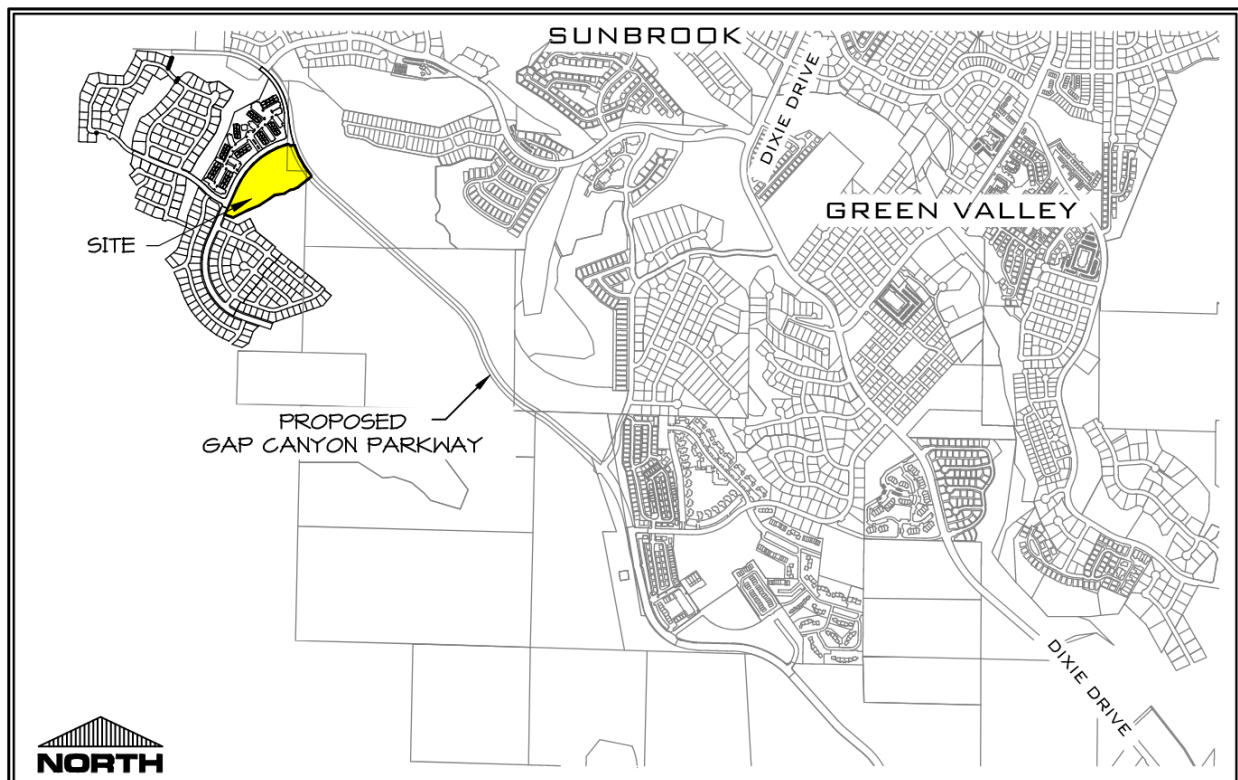 SUNBROOK
DIXIE DRIVE
GREEN VALLEY
SITE
PROPOSED
GAP CANYON PARKWAY
DIXIE DRIVE
NORTH